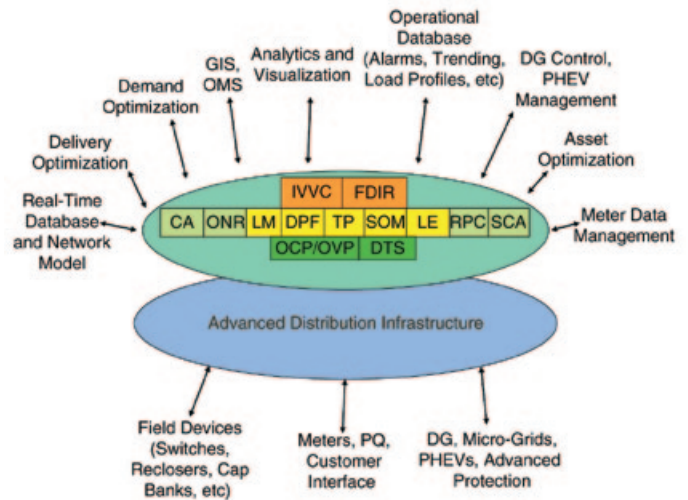 Operational
Database
(Alarms, Trending,
Load Profiles, etc)
Analytics and
Visualization
GIS,
OMS
DG Control,
PHEV
Management
Demand
Optimization
Delivery
Optimization
Asset
Optimization
Real-Time
Database
and Network
Model
IVVC FDIR
CA ONR LM DPF TP SOM LE RPC SCA
OCP/OVP DTS
Meter Data
Management
Advanced Distribution Infrastructure
Field Devices
(Switches,
Reclosers, Cap
Banks, etc)
Meters, PQ,
Customer
Interface
DG, Micro-Grids,
PHEVs, Advanced
Protection